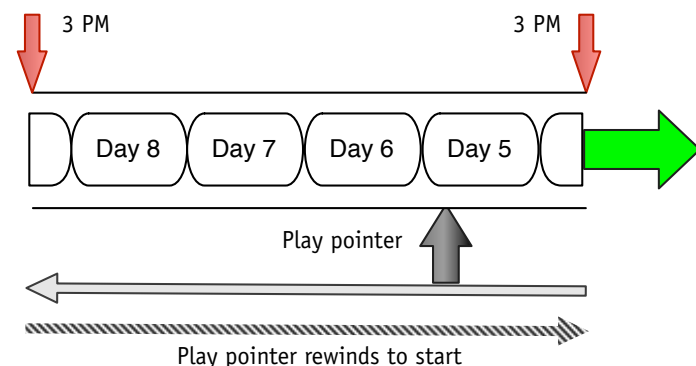 3 PM
3 PM
Day 8
Day 7
Day 6
Day 5
Play pointer
Play pointer rewinds to start